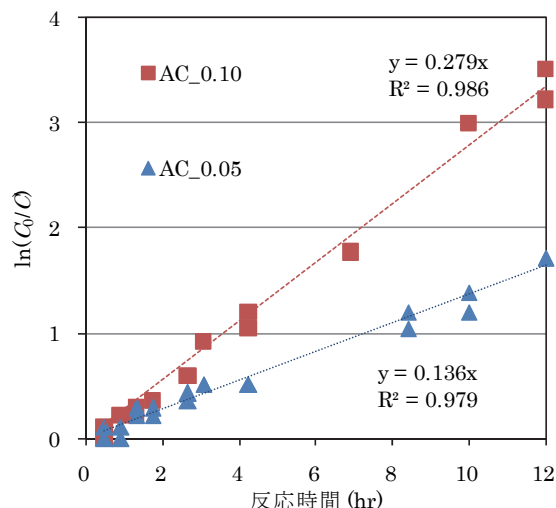 4
3
2
1
0
ln(C₀/C)
AC_0.10
AC_0.05
y = 0.279x
R² = 0.986
y = 0.136x
R² = 0.979
0 2 4 6 8 10 12
反応時間 (hr)